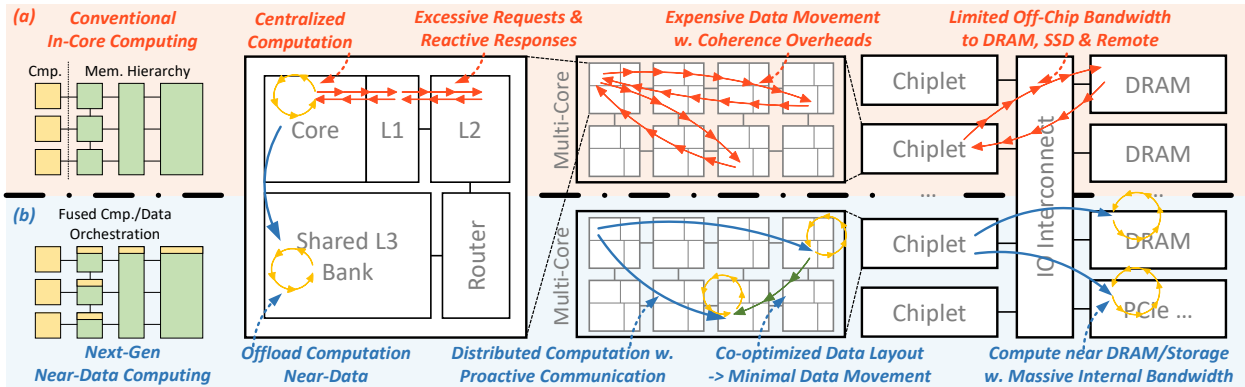 (a)
Conventional
In-Core Computing
Cmp.
Mem. Hierarchy
Centralized
Computation
Excessive Requests &
Reactive Responses
Expensive Data Movement
w. Coherence Overheads
Limited Off-Chip Bandwidth
to DRAM, SSD & Remote
Core
L1
L2
Shared L3
Bank
Router
Multi-Core
Chiplet
Chiplet
...
IO Interconnect
DRAM
DRAM
...
(b)
Fused Cmp./Data
Orchestration
Next-Gen
Near-Data Computing
Offload Computation
Near-Data
Multi-Core
Distributed Computation w.
Proactive Communication
Co-optimized Data Layout
-> Minimal Data Movement
Chiplet
Chiplet
DRAM
PCIe ...
Compute near DRAM/Storage
w. Massive Internal Bandwidth